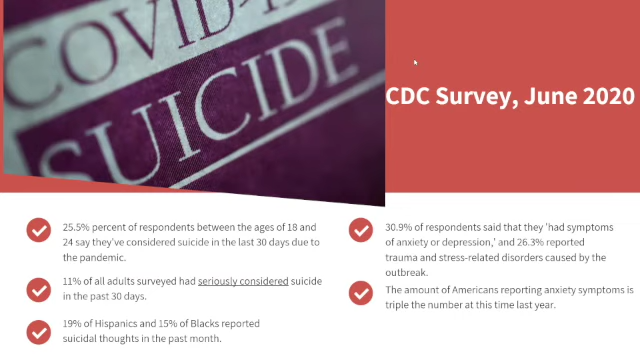 COVID-19
SUICIDE
CDC Survey, June 2020
25.5% percent of respondents between the ages of 18 and
24 say they've considered suicide in the last 30 days due to
the pandemic.
11% of all adults surveyed had seriously considered suicide
in the past 30 days.
19% of Hispanics and 15% of Blacks reported
suicidal thoughts in the past month.
30.9% of respondents said that they 'had symptoms
of anxiety or depression,' and 26.3% reported
trauma and stress-related disorders caused by the
outbreak.
The amount of Americans reporting anxiety symptoms is
triple the number at this time last year.